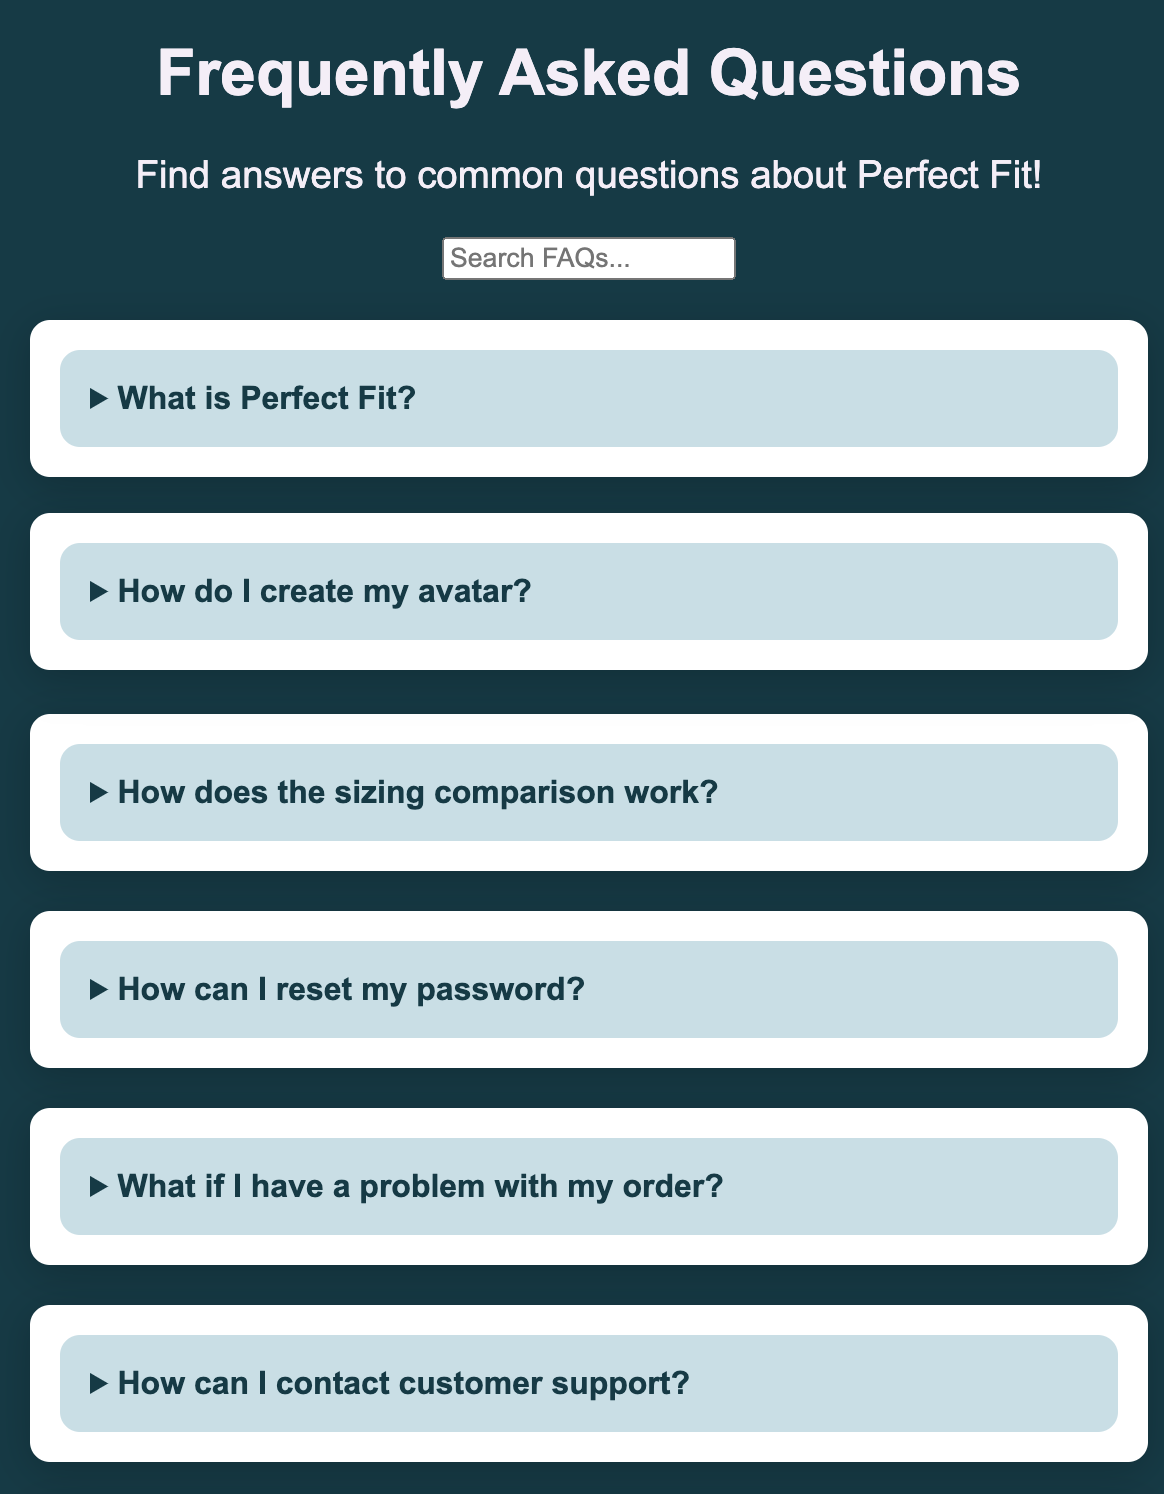 Frequently Asked Questions
Find answers to common questions about Perfect Fit!
Search FAQs...
What is Perfect Fit?
How do I create my avatar?
How does the sizing comparison work?
How can I reset my password?
What if I have a problem with my order?
How can I contact customer support?